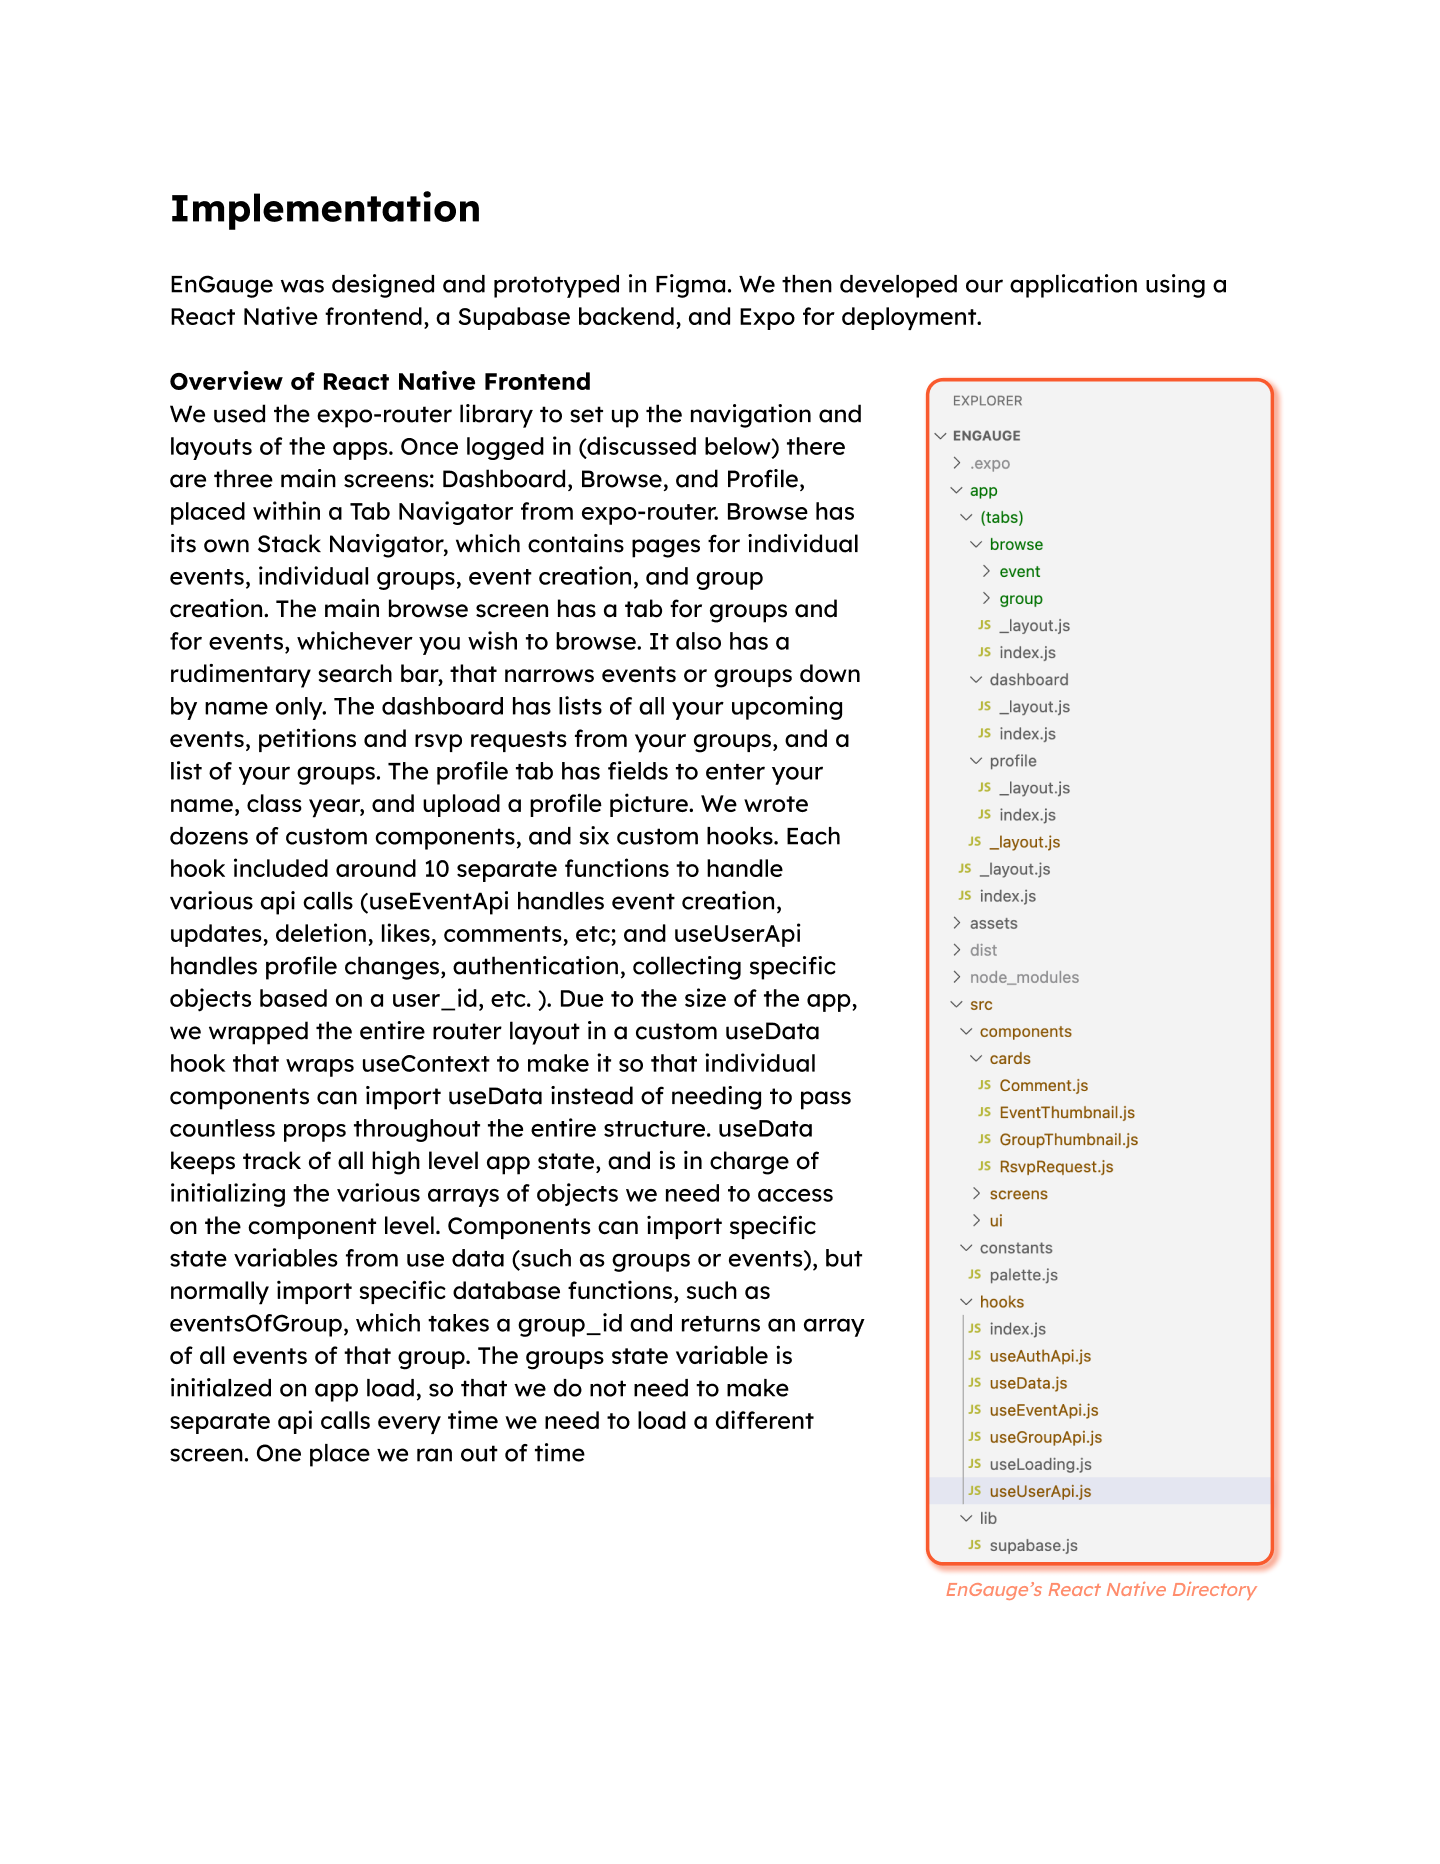 Implementation
EnGauge was designed and prototyped in Figma. We then developed our application using a
React Native frontend, a Supabase backend, and Expo for deployment.
Overview of React Native Frontend
We used the expo-router library to set up the navigation and
layouts of the apps. Once logged in (discussed below) there
are three main screens: Dashboard, Browse, and Profile,
placed within a Tab Navigator from expo-router. Browse has
its own Stack Navigator, which contains pages for individual
events, individual groups, event creation, and group
creation. The main browse screen has a tab for groups and
for events, whichever you wish to browse. It also has a
rudimentary search bar, that narrows events or groups down
by name only. The dashboard has lists of all your upcoming
events, petitions and rsvp requests from your groups, and a
list of your groups. The profile tab has fields to enter your
name, class year, and upload a profile picture. We wrote
dozens of custom components, and six custom hooks. Each
hook included around 10 separate functions to handle
various api calls (useEventApi handles event creation,
updates, deletion, likes, comments, etc; and useUserApi
handles profile changes, authentication, collecting specific
objects based on a user_id, etc. ). Due to the size of the app,
we wrapped the entire router layout in a custom useData
hook that wraps useContext to make it so that individual
components can import useData instead of needing to pass
countless props throughout the entire structure. useData
keeps track of all high level app state, and is in charge of
initializing the various arrays of objects we need to access
on the component level. Components can import specific
state variables from use data (such as groups or events), but
normally import specific database functions, such as
eventsOfGroup, which takes a group_id and returns an array
of all events of that group. The groups state variable is
initialzed on app load, so that we do not need to make
separate api calls every time we need to load a different
screen. One place we ran out of time
EXPLORER
ENGAUGE
.expo
app
(tabs)
browse
event
group
JS _layout.js
JS index.js
dashboard
JS _layout.js
JS index.js
profile
JS _layout.js
JS index.js
JS _layout.js
JS _layout.js
JS index.js
assets
dist
node_modules
src
components
cards
JS Comment.js
JS EventThumbnail.js
JS GroupThumbnail.js
JS RsvpRequest.js
screens
ui
constants
JS palette.js
hooks
JS index.js
JS useAuthApi.js
JS useData.js
JS useEventApi.js
JS useGroupApi.js
JS useLoading.js
JS useUserApi.js
lib
JS supabase.js
EnGauge's React Native Directory